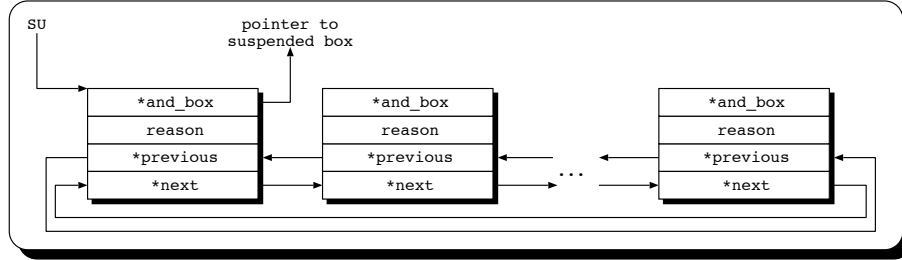 SU
pointer to
suspended box
*and_box
reason
*previous
*next
*and_box
reason
*previous
*next
...
*and_box
reason
*previous
*next